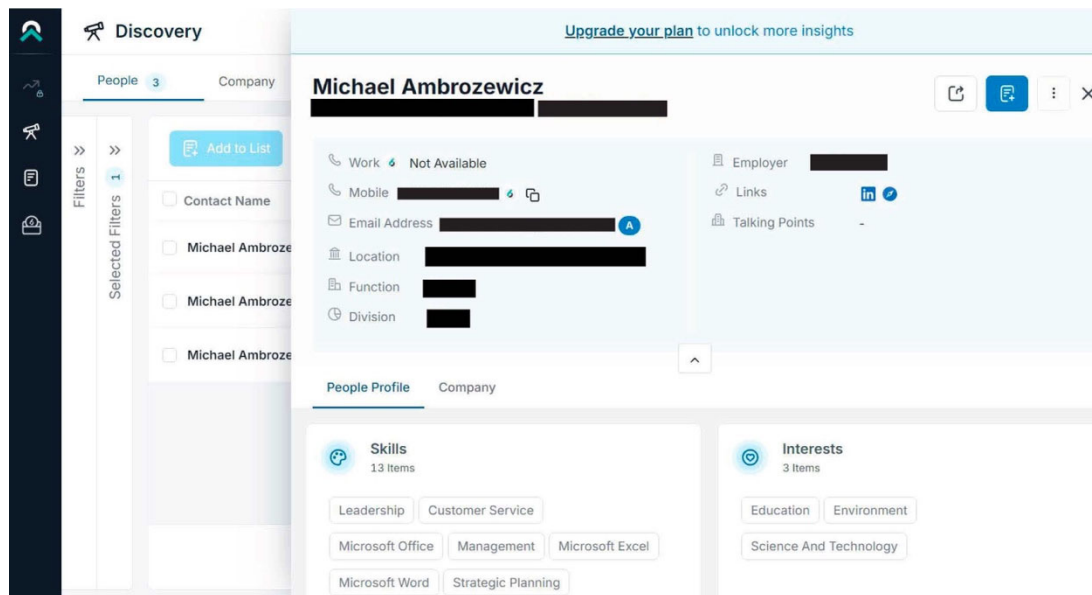 Discovery
Upgrade your plan to unlock more insights
People 3
Company
Michael Ambrozewicz
Filters
Selected Filters 1
Add to List
Contact Name
Michael Ambroze
Michael Ambroze
Michael Ambroze
Work Not Available
Mobile
Email Address A
Location
Function
Division
Employer
Links in
Talking Points -
People Profile
Company
Skills
13 Items
Leadership Customer Service
Microsoft Office Management Microsoft Excel
Microsoft Word Strategic Planning
Interests
3 Items
Education Environment
Science And Technology